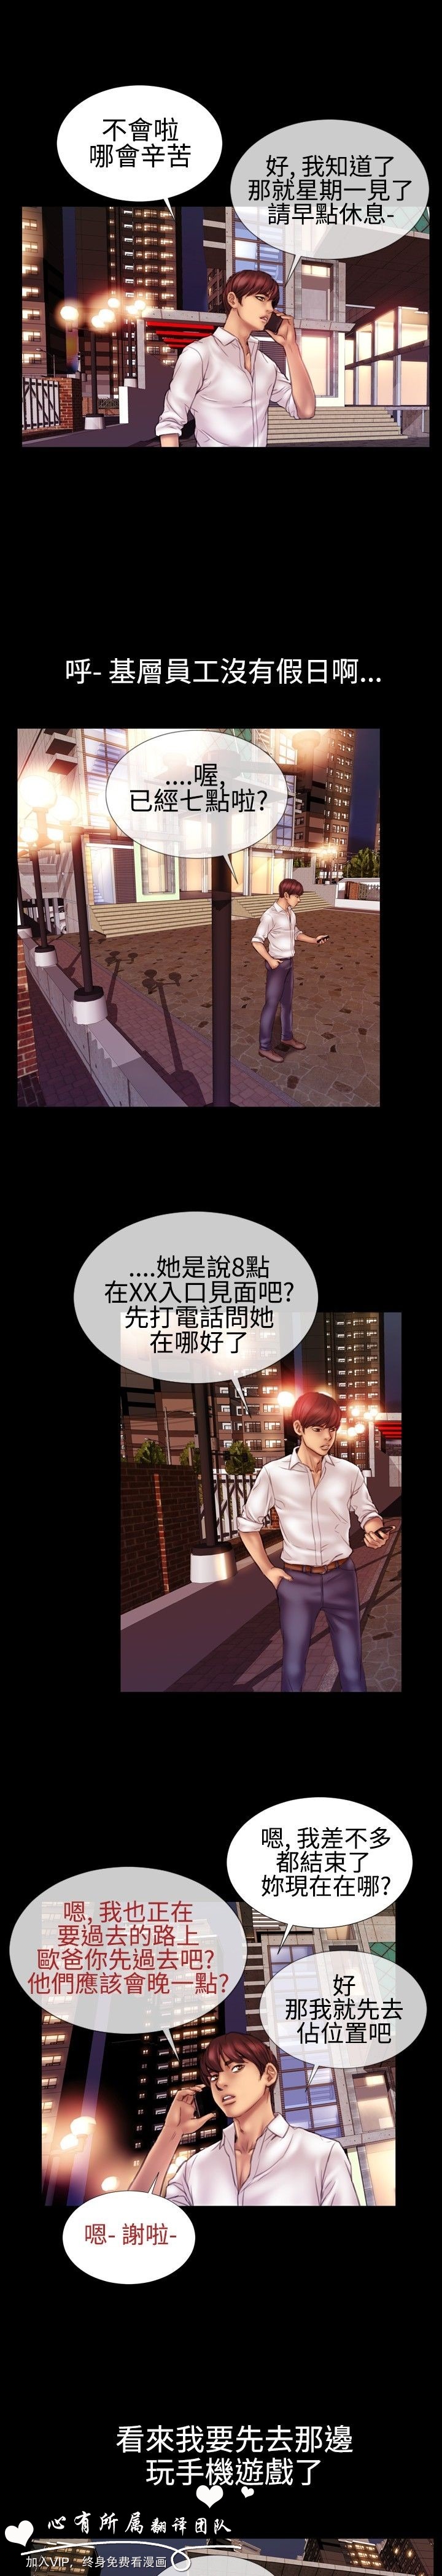 不會啦
哪會辛苦
好, 我知道了
那就星期一見了
請早點休息-
呼- 基層員工沒有假日啊...
....喔,
已經七點啦?
....她是說8點
在XX入口見面吧?
先打電話問她
在哪好了
嗯, 我差不多
都結束了
妳現在在哪?
嗯, 我也正在
要過去的路上
歐爸你先過去吧?
他們應該會晚一點?
好
那我就先去
佔位置吧
嗯- 謝啦-
看來我要先去那邊
玩手機遊戲了
心有所属翻译团队
加入VIP，终身免费看漫画